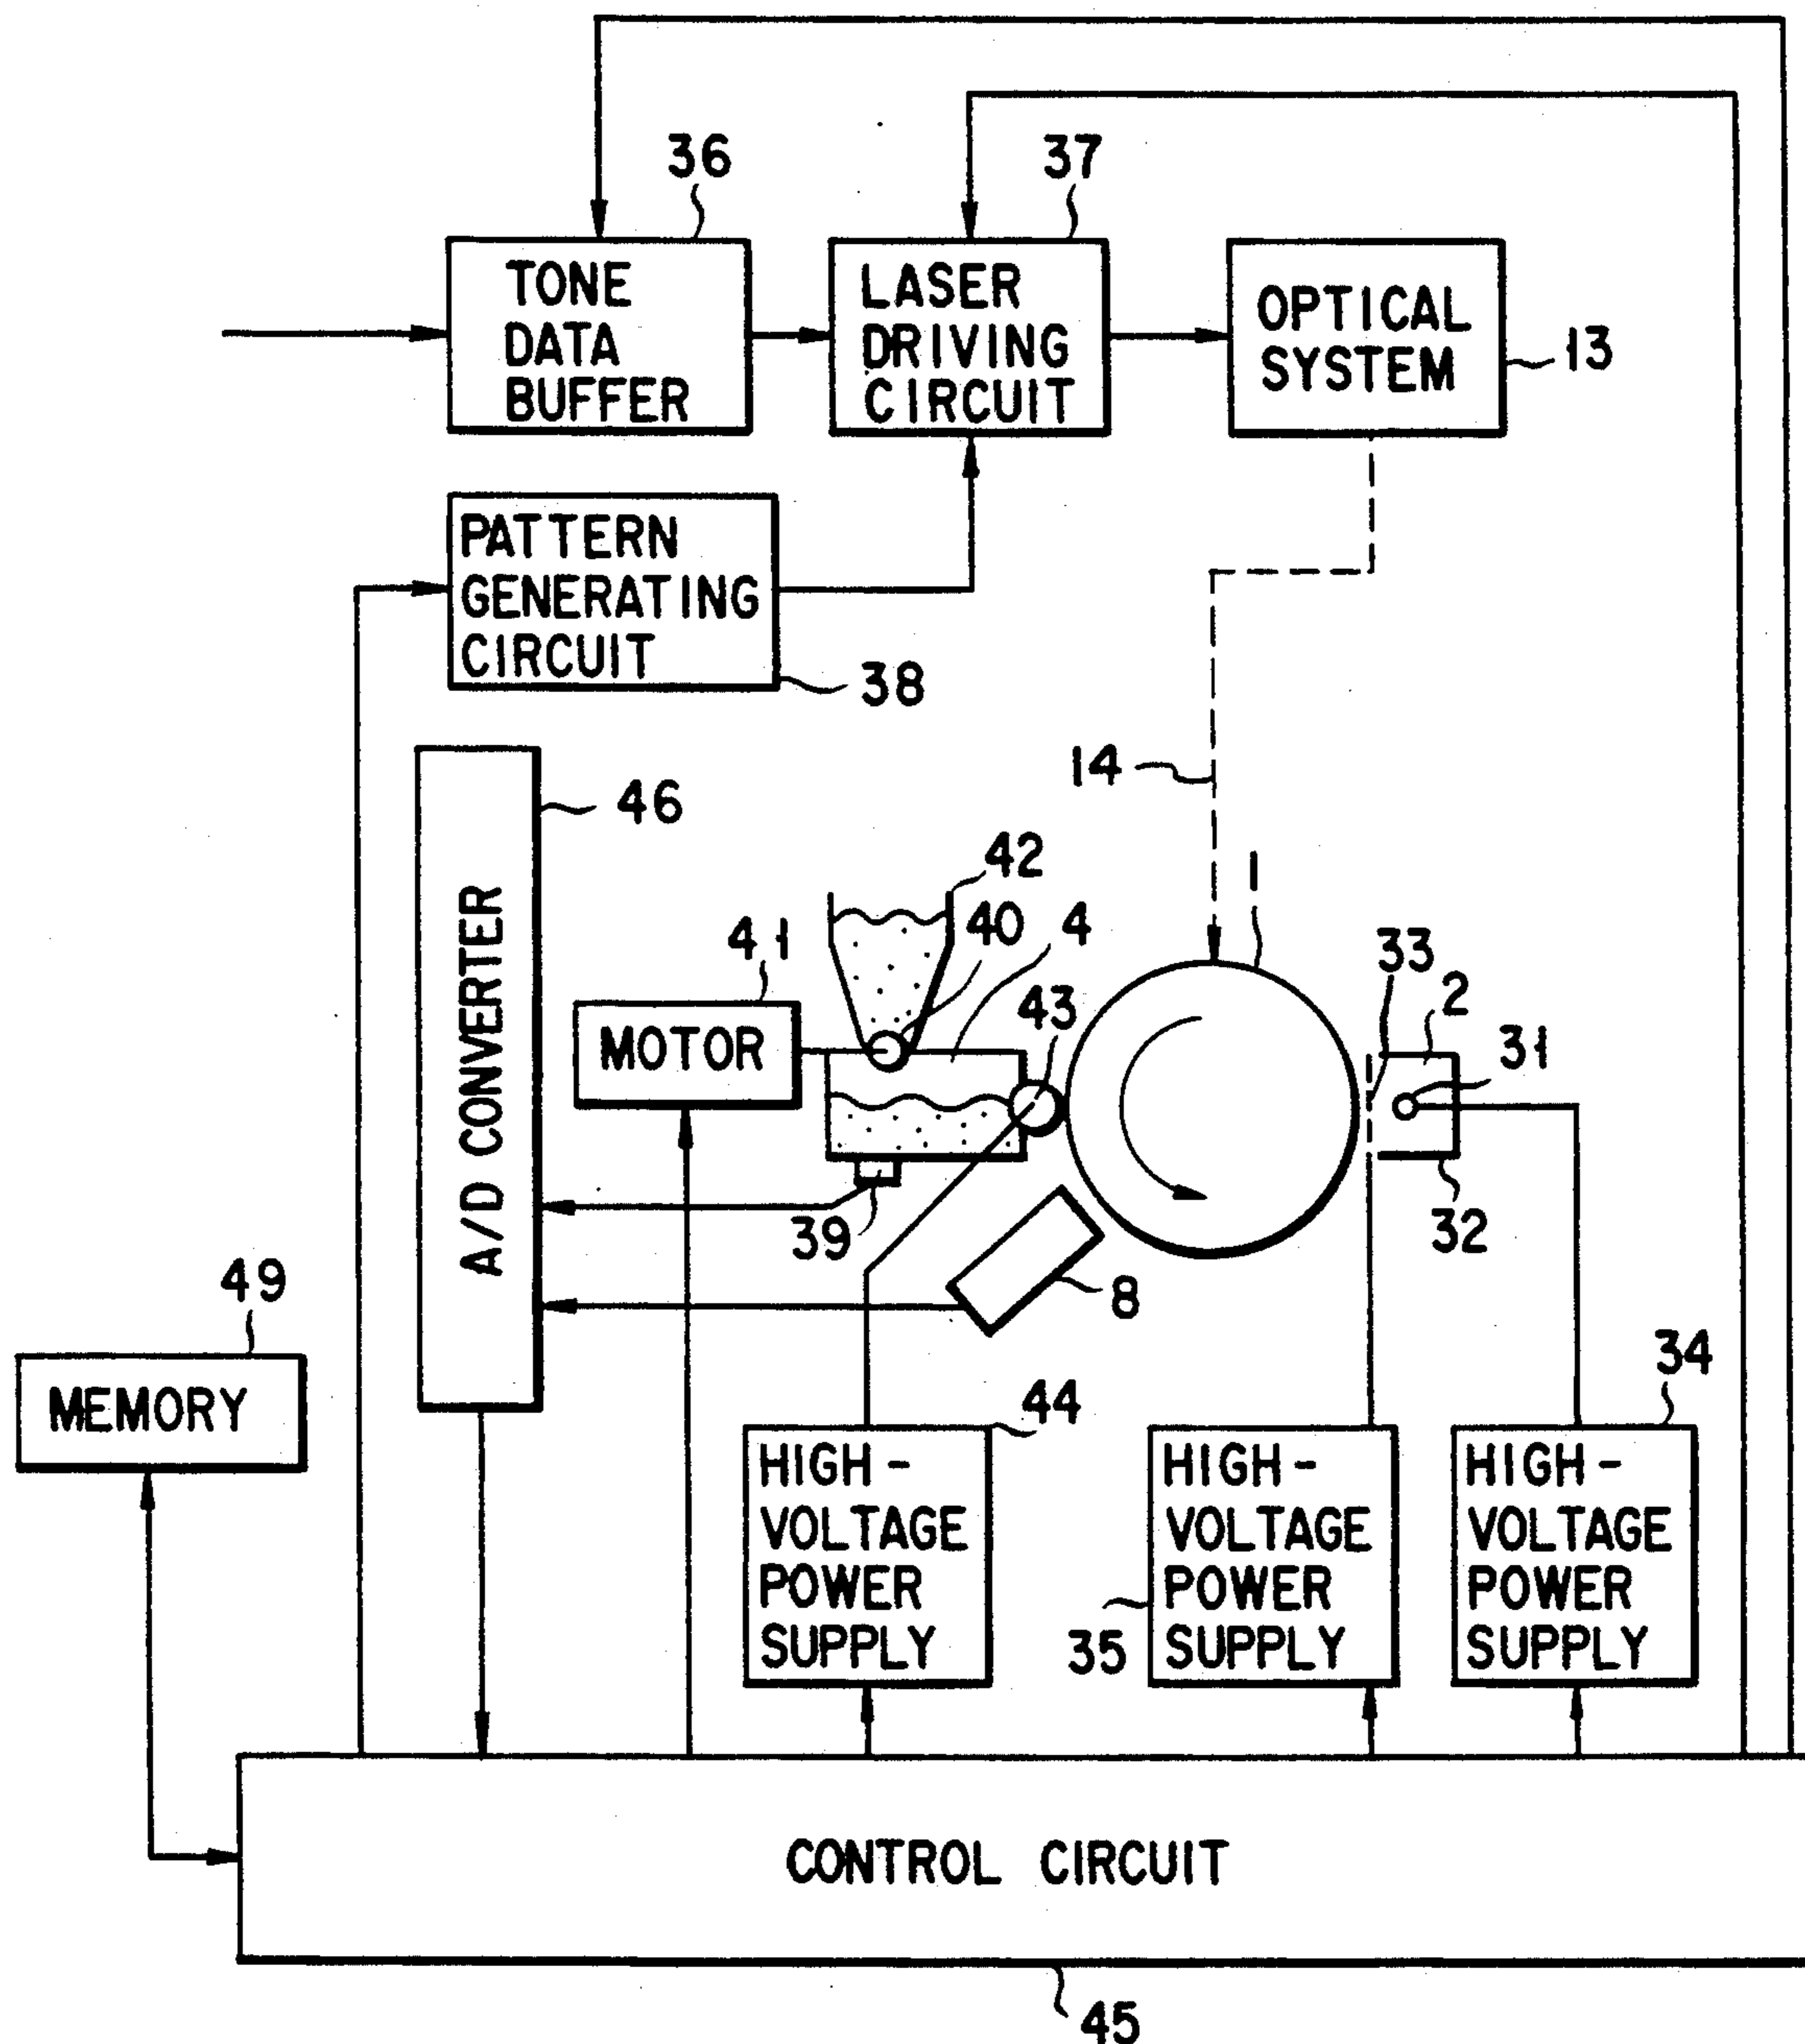 36
37
TONE
DATA
BUFFER
LASER
DRIVING
CIRCUIT
OPTICAL
SYSTEM
13
PATTERN
GENERATING
CIRCUIT
38
14
46
A/D CONVERTER
42
40
4
1
41
MOTOR
43
33
2
31
39
32
8
49
MEMORY
44
HIGH-
VOLTAGE
POWER
SUPPLY
35
HIGH-
VOLTAGE
POWER
SUPPLY
34
HIGH-
VOLTAGE
POWER
SUPPLY
CONTROL CIRCUIT
45